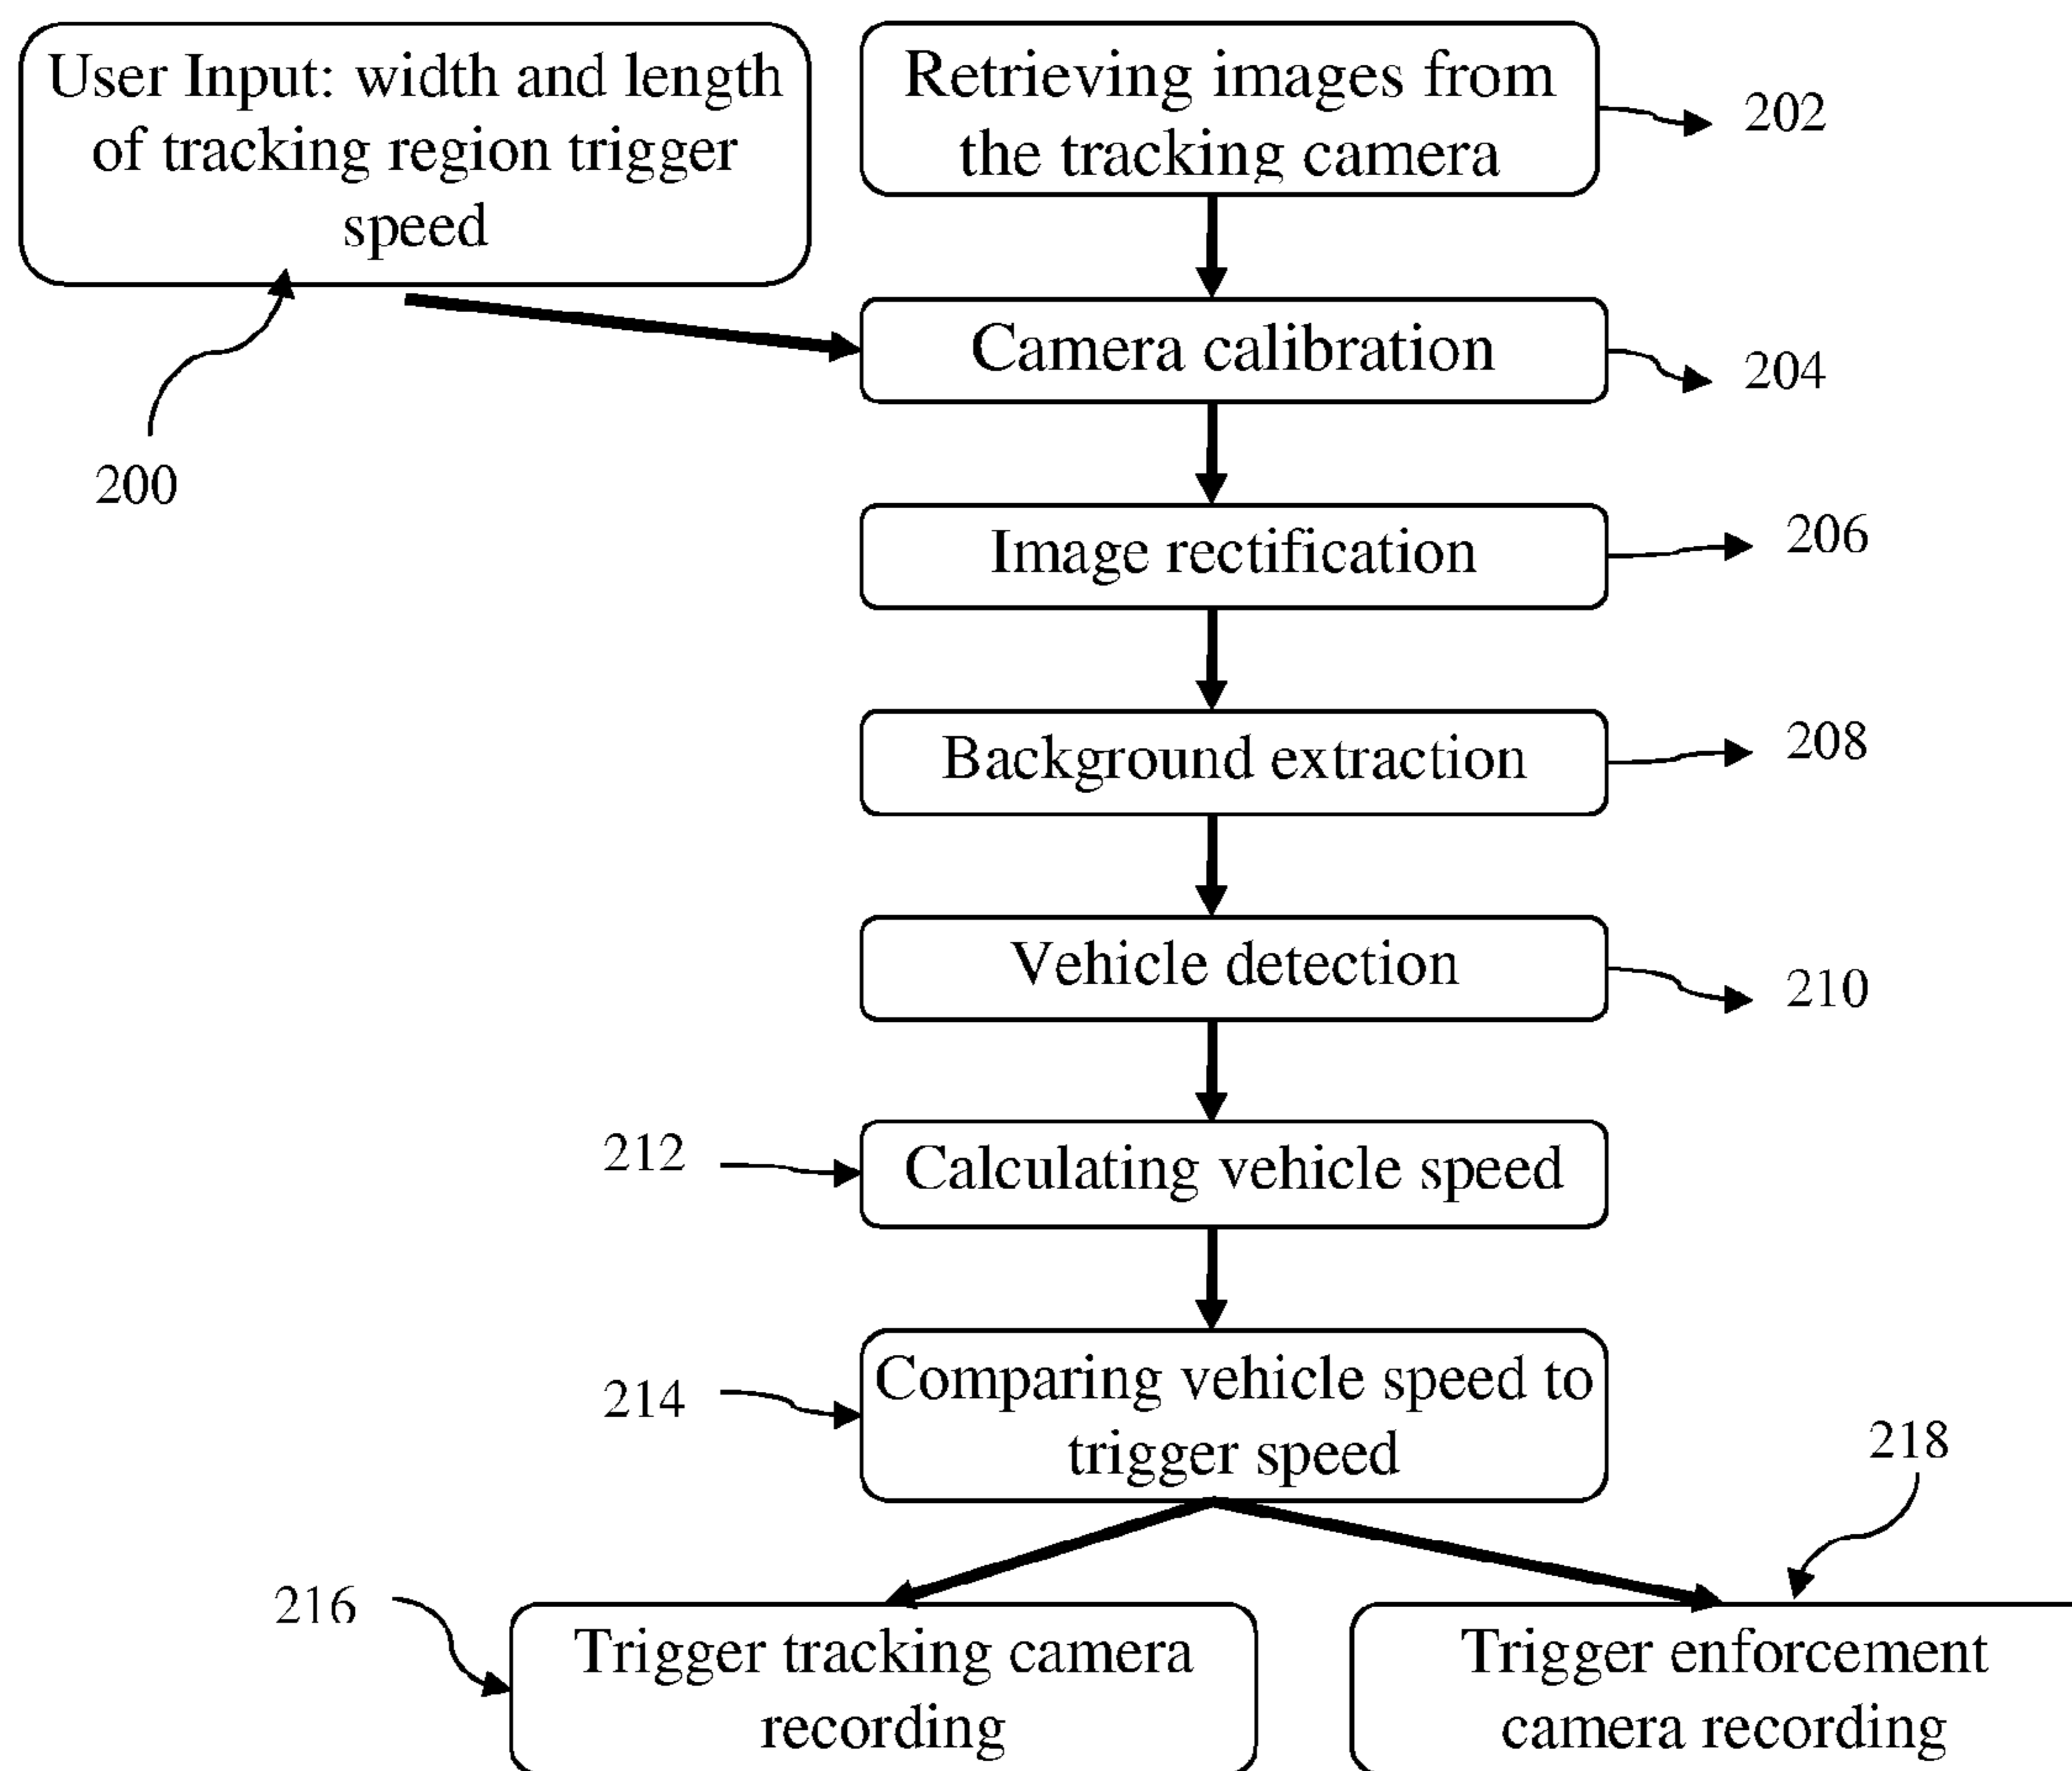 User Input: width and length
of tracking region trigger
speed
200
Retrieving images from
the tracking camera
202
Camera calibration
204
Image rectification
206
Background extraction
208
Vehicle detection
210
212
Calculating vehicle speed
214
Comparing vehicle speed to
trigger speed
218
216
Trigger tracking camera
recording
Trigger enforcement
camera recording